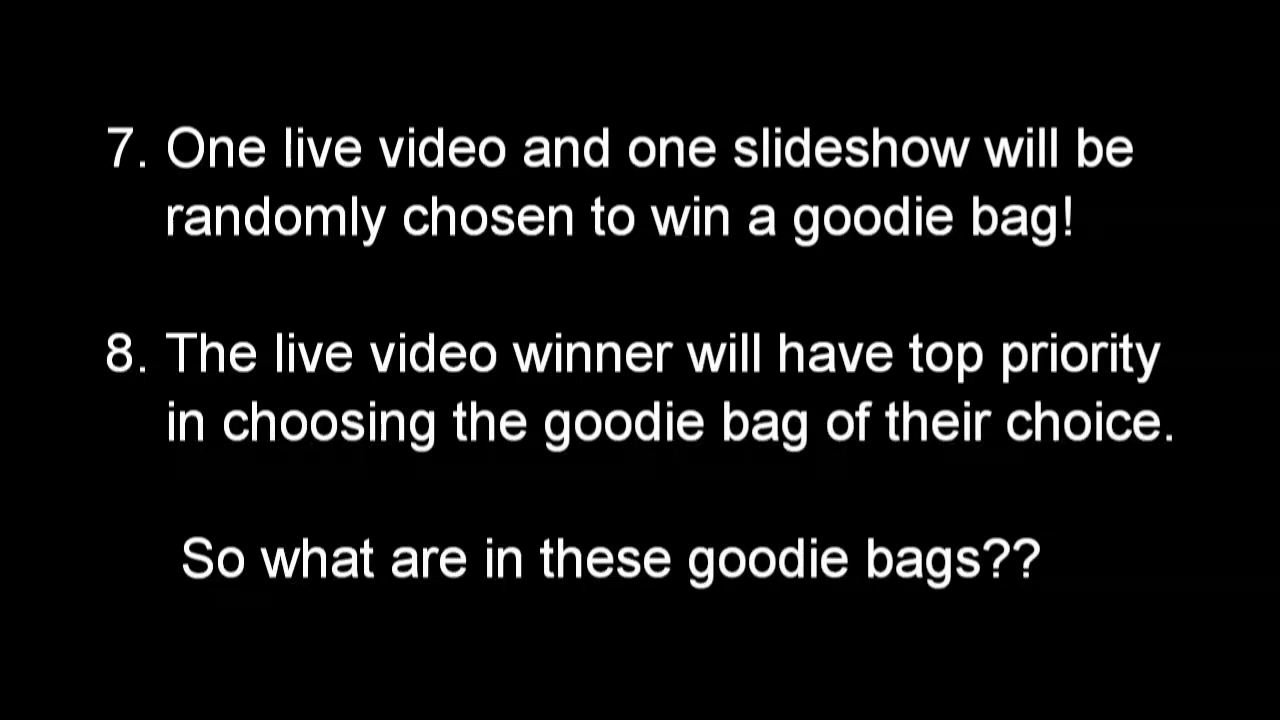 7. One live video and one slideshow will be
randomly chosen to win a goodie bag!
8. The live video winner will have top priority
in choosing the goodie bag of their choice.
So what are in these goodie bags??